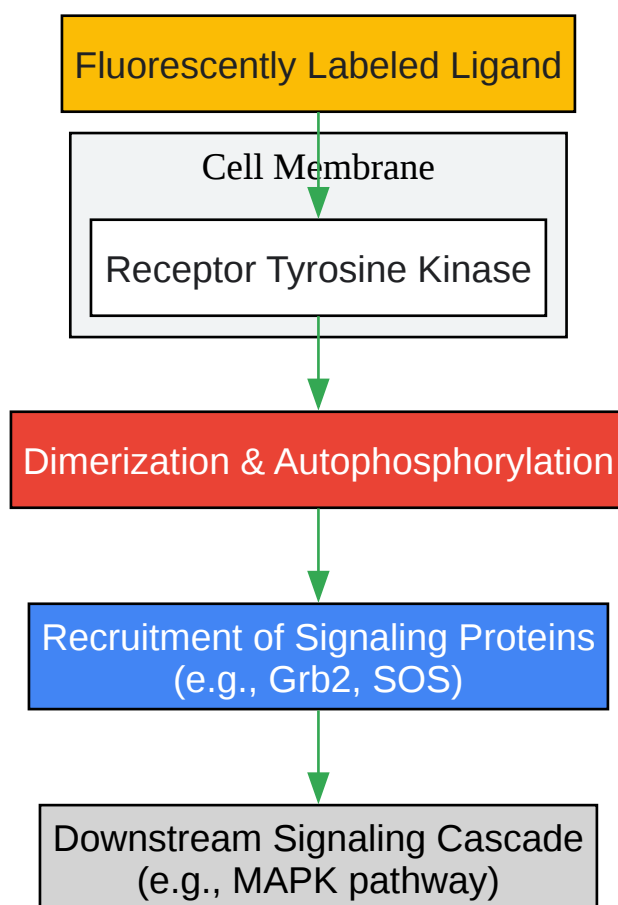 Fluorescently Labeled Ligand
Cell Membrane
Receptor Tyrosine Kinase
Dimerization & Autophosphorylation
Recruitment of Signaling Proteins
(e.g., Grb2, SOS)
Downstream Signaling Cascade
(e.g., MAPK pathway)